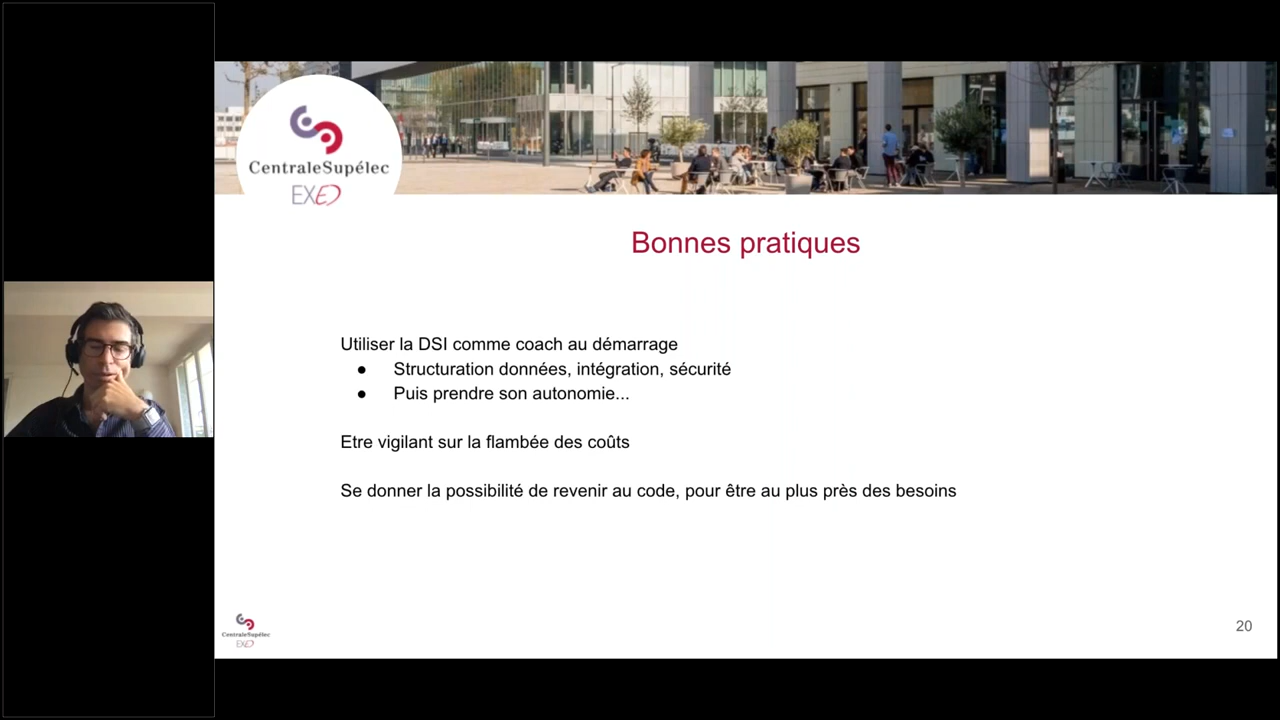 CentraleSupélec
EXED
Bonnes pratiques
Utiliser la DSI comme coach au démarrage
● Structuration données, intégration, sécurité
● Puis prendre son autonomie...
Etre vigilant sur la flambée des coûts
Se donner la possibilité de revenir au code, pour être au plus près des besoins
CentraleSupélec
EXED
20